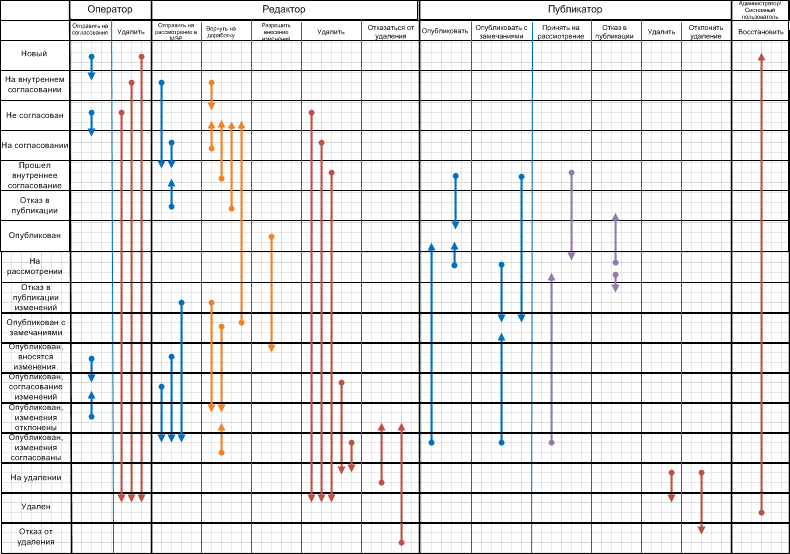 Оператор
Редактор
Публикатор
Администратор/
Системный
пользователь
Отправить на
согласование
Удалить
Отправить на
рассмотрение в
МЭР
Вернуть на
доработку
Разрешить
внесение
изменений
Удалить
Отказаться от
удаления
Опубликовать
Опубликовать с
замечаниями
Принять на
рассмотрение
Отказ в
публикации
Удалить
Отклонить
удаление
Восстановить
Новый
На внутреннем
согласовании
Не согласован
На согласовании
Прошел
внутреннее
согласование
Отказ в
публикации
Опубликован
На
рассмотрении
Отказ в
публикации
изменений
Опубликован с
замечаниями
Опубликован,
вносятся
изменения
Опубликован,
согласование
изменений
Опубликован,
изменения
отклонены
Опубликован,
изменения
согласованы
На удалении
Удален
Отказ от
удаления